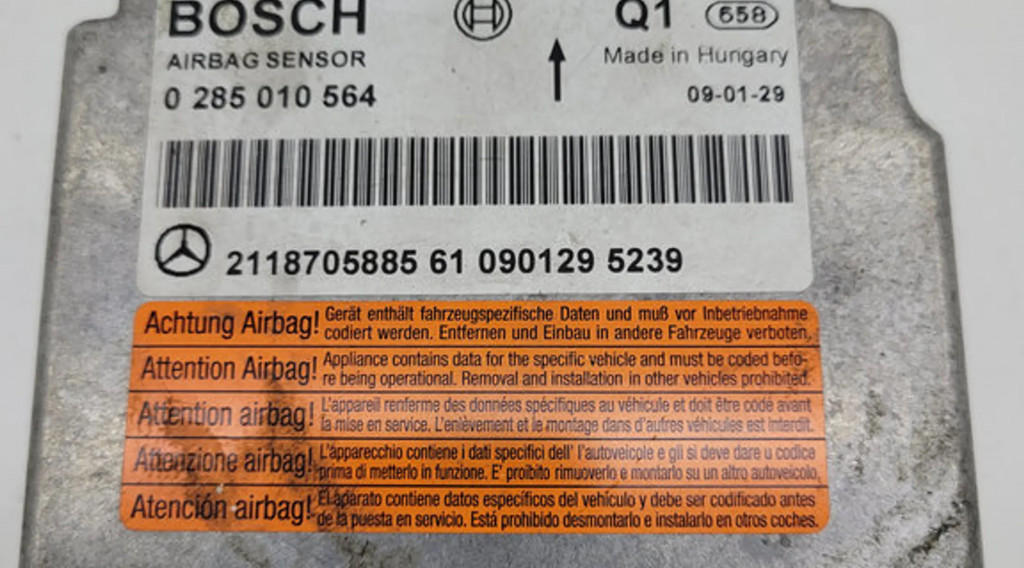 BOSCH
Q1 658
AIRBAG SENSOR
Made in Hungary
0 285 010 564
09-01-29
2118705885 61 090129 5239
Achtung Airbag! Gerät enthält fahrzeugspezifische Daten und muß vor Inbetriebnahme
codiert werden. Entfernen und Einbau in andere Fahrzeuge verboten.
Attention Airbag! Appliance contains data for the specific vehicle and must be coded befo-
re being operational. Removal and installation in other vehicles prohibited.
Attention airbag! L'appareil renferme des données spécifiques au véhicule et doit être codé avant
la mise en service. L'enlèvement et le montage dans d'autres véhicules est interdit.
Attenzione airbag! L'apparecchio contiene i dati specifici dell' l'autoveicole e gli si deve dare u codica
prima di metterlo in funzione. E' proibito rimuoverlo e montarlo su un altro autoveicolo
Atención airbag! El aparato contiene datos específicos del vehículo y debe ser codificado antes
de la puesta en servicio. Está prohibido desmontarlo e instalarlo en otros coches.